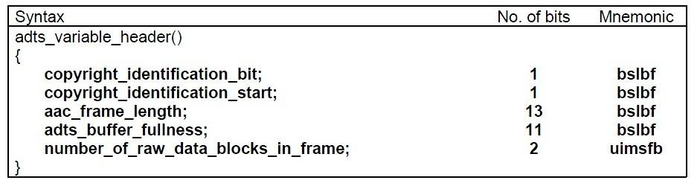 Syntax No. of bits Mnemonic
adts_variable_header()
{
copyright_identification_bit; 1 bslbf
copyright_identification_start; 1 bslbf
aac_frame_length; 13 bslbf
adts_buffer_fullness; 11 bslbf
number_of_raw_data_blocks_in_frame; 2 uimsfb
}